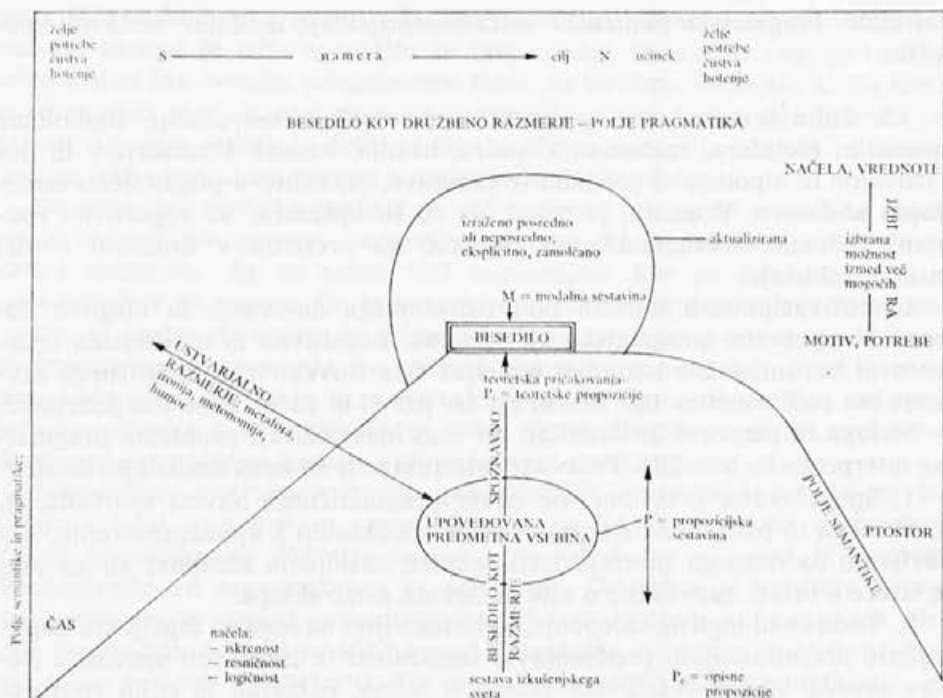 želje
potrebe
čustva
hotenje
S
namera
cilj
N
učinek
želje
potrebe
čustva
hotenje
BESEDILO KOT DRUŽBENO RAZMERJE – POLJE PRAGMATIKA
NAČELA, VREDNOTE
izraženo posredno
ali neposredno,
eksplicitno, zamolčano
aktualizirana
izbrana
možnost
izmed več
mogočih
IZBIRA
M = modalna sestavina
BESEDILO
MOTIV, POTREBE
USTVARJALNO
RAZMERJE: metafora
ironija, metonimija
humor
teoretska pričakovanja
Pt = teoretske propozicije
BESEDILO KOT SPOZNAVNO
RAZMERJE
UPOVEDOVANA
PREDMETNA VSEBINA
P = propozicijska
sestavina
POLJE SEMANTIKE
PROSTOR
ČAS
načela:
— iskrenost
— resničnost
— logičnost
sestava izkušenjskega
sveta
Pd = opisne
propozicije
Polje semantike in pragmatike: